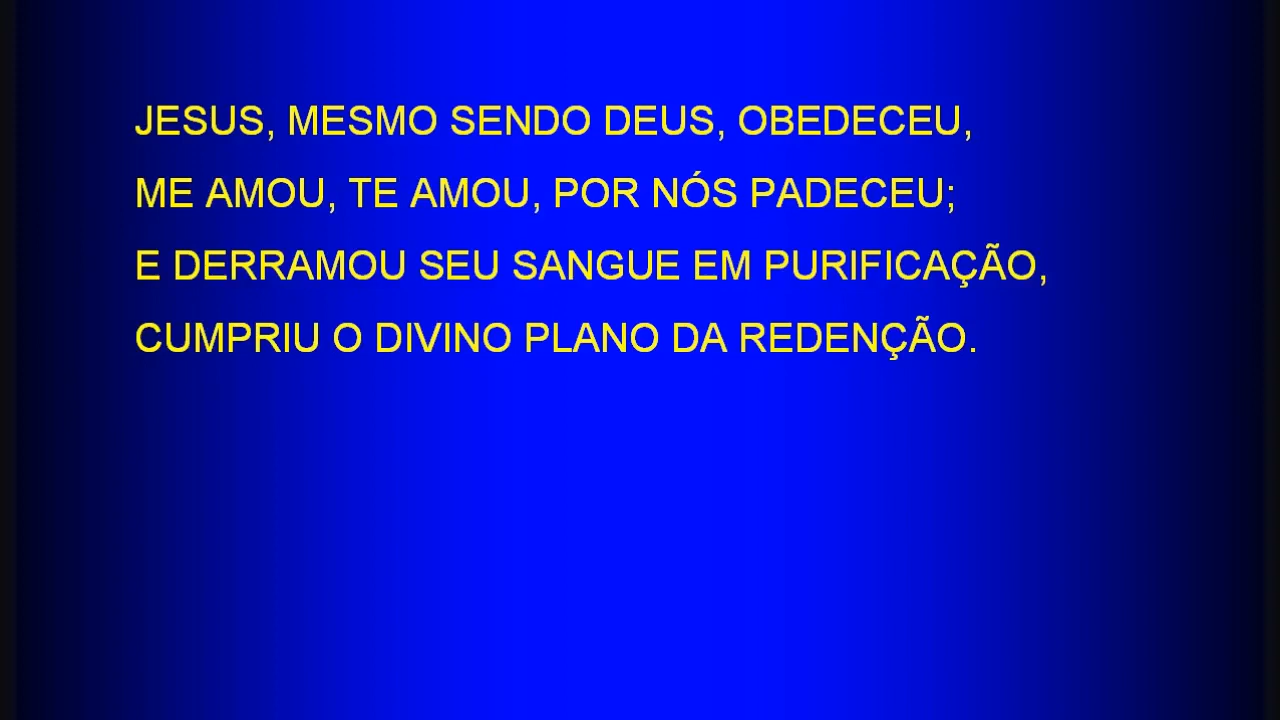 JESUS, MESMO SENDO DEUS, OBEDECEU,
ME AMOU, TE AMOU, POR NÓS PADECEU;
E DERRAMOU SEU SANGUE EM PURIFICAÇÃO,
CUMPRIU O DIVINO PLANO DA REDENÇÃO.